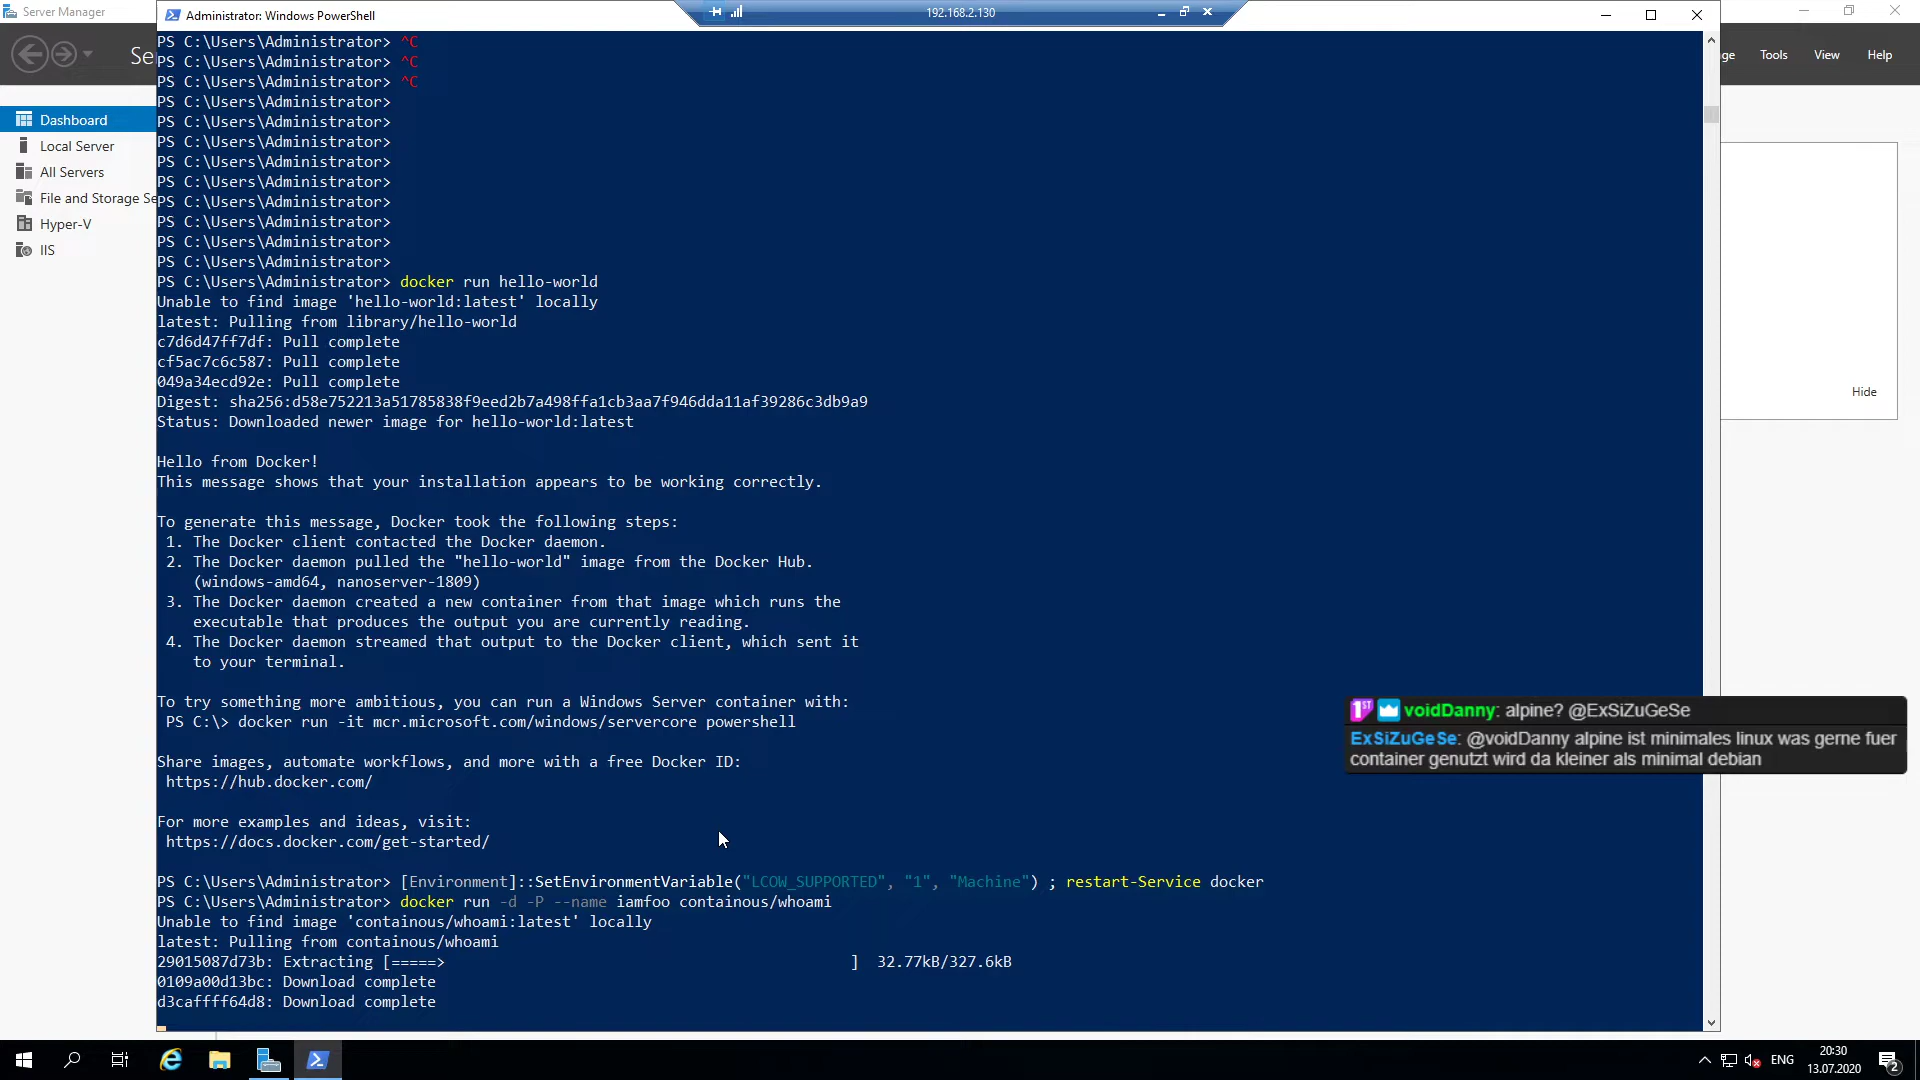 Server Manager
Administrator: Windows PowerShell
192.168.2.130
Se
ge
Tools
View
Help
Dashboard
Local Server
All Servers
File and Storage Se
Hyper-V
IIS
Hide
PS C:\Users\Administrator> ^C
PS C:\Users\Administrator> ^C
PS C:\Users\Administrator> ^C
PS C:\Users\Administrator>
PS C:\Users\Administrator>
PS C:\Users\Administrator>
PS C:\Users\Administrator>
PS C:\Users\Administrator>
PS C:\Users\Administrator>
PS C:\Users\Administrator>
PS C:\Users\Administrator>
PS C:\Users\Administrator>
PS C:\Users\Administrator> docker run hello-world
Unable to find image 'hello-world:latest' locally
latest: Pulling from library/hello-world
c7d6d47ff7df: Pull complete
cf5ac7c6c587: Pull complete
049a34ecd92e: Pull complete
Digest: sha256:d58e752213a51785838f9eed2b7a498ffa1cb3aa7f946dda11af39286c3db9a9
Status: Downloaded newer image for hello-world:latest
Hello from Docker!
This message shows that your installation appears to be working correctly.
To generate this message, Docker took the following steps:
1. The Docker client contacted the Docker daemon.
2. The Docker daemon pulled the "hello-world" image from the Docker Hub.
(windows-amd64, nanoserver-1809)
3. The Docker daemon created a new container from that image which runs the
executable that produces the output you are currently reading.
4. The Docker daemon streamed that output to the Docker client, which sent it
to your terminal.
To try something more ambitious, you can run a Windows Server container with:
PS C:\> docker run -it mcr.microsoft.com/windows/servercore powershell
Share images, automate workflows, and more with a free Docker ID:
https://hub.docker.com/
For more examples and ideas, visit:
https://docs.docker.com/get-started/
PS C:\Users\Administrator> [Environment]::SetEnvironmentVariable("LCOW_SUPPORTED", "1", "Machine") ; restart-Service docker
PS C:\Users\Administrator> docker run -d -P --name iamfoo containous/whoami
Unable to find image 'containous/whoami:latest' locally
latest: Pulling from containous/whoami
29015087d73b: Extracting [=====> ] 32.77kB/327.6kB
0109a00d13bc: Download complete
d3caffff64d8: Download complete
1ST voidDanny: alpine? @ExSiZuGeSe
ExSiZuGeSe: @voidDanny alpine ist minimales linux was gerne fuer
container genutzt wird da kleiner als minimal debian
ENG
20:30
13.07.2020
2